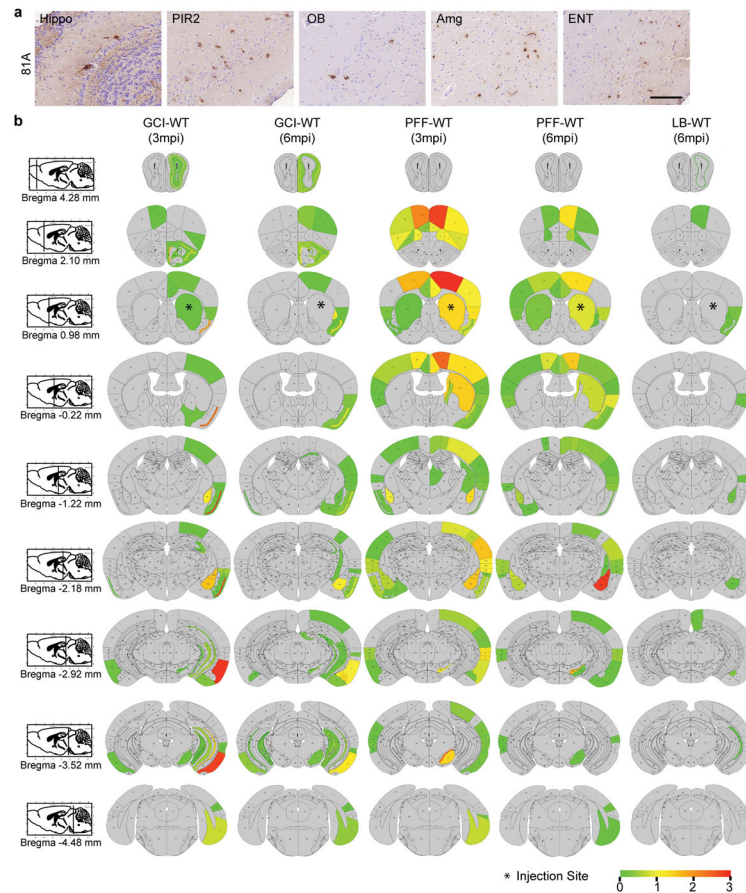 a
Hippo PIR2 OB Amg ENT
81A
b
GCI-WT GCI-WT PFF-WT PFF-WT LB-WT
(3mpi) (6mpi) (3mpi) (6mpi) (6mpi)
Bregma 4.28 mm
Bregma 2.10 mm
Bregma 0.98 mm
* * * * *
Bregma -0.22 mm
Bregma -1.22 mm
Bregma -2.18 mm
Bregma -2.92 mm
Bregma -3.52 mm
Bregma -4.48 mm
* Injection Site
0 1 2 3